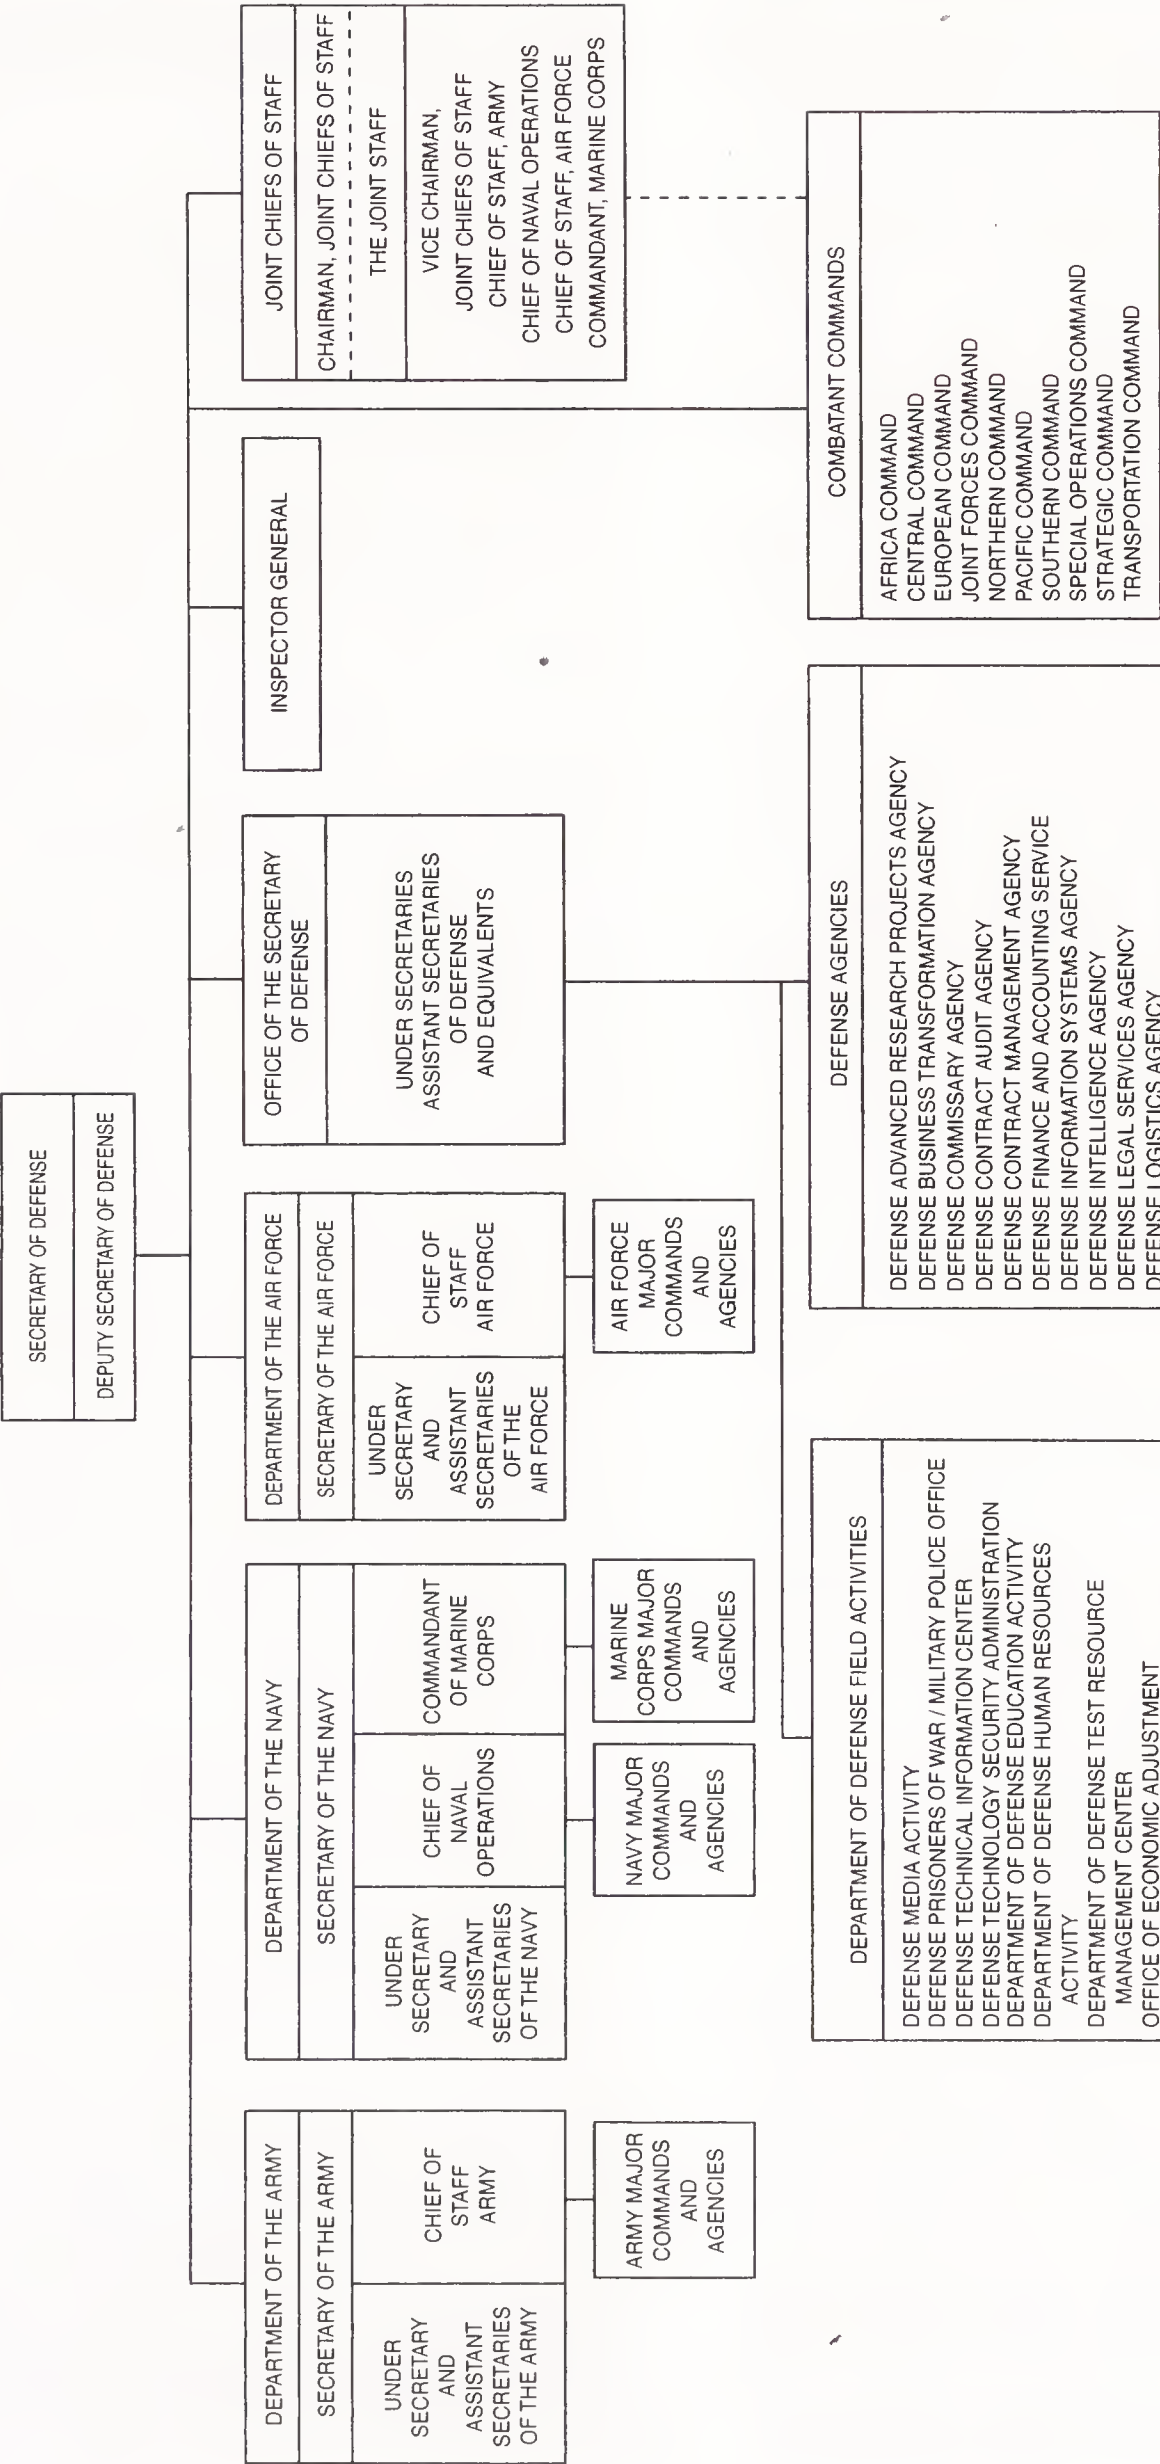 SECRETARY OF DEFENSE
DEPUTY SECRETARY OF DEFENSE
DEPARTMENT OF THE ARMY
SECRETARY OF THE ARMY
UNDER
SECRETARY
AND
ASSISTANT
SECRETARIES
OF THE ARMY
CHIEF OF
STAFF
ARMY
ARMY MAJOR
COMMANDS
AND
AGENCIES
DEPARTMENT OF THE NAVY
SECRETARY OF THE NAVY
UNDER
SECRETARY
AND
ASSISTANT
SECRETARIES
OF THE NAVY
CHIEF OF
NAVAL
OPERATIONS
COMMANDANT
OF MARINE
CORPS
NAVY MAJOR
COMMANDS
AND
AGENCIES
MARINE
CORPS MAJOR
COMMANDS
AND
AGENCIES
DEPARTMENT OF THE AIR FORCE
SECRETARY OF THE AIR FORCE
UNDER
SECRETARY
AND
ASSISTANT
SECRETARIES
OF THE
AIR FORCE
CHIEF OF
STAFF
AIR FORCE
AIR FORCE
MAJOR
COMMANDS
AND
AGENCIES
OFFICE OF THE SECRETARY
OF DEFENSE
UNDER SECRETARIES
ASSISTANT SECRETARIES
OF DEFENSE
AND EQUIVALENTS
INSPECTOR GENERAL
JOINT CHIEFS OF STAFF
CHAIRMAN, JOINT CHIEFS OF STAFF
THE JOINT STAFF
VICE CHAIRMAN,
JOINT CHIEFS OF STAFF
CHIEF OF STAFF, ARMY
CHIEF OF NAVAL OPERATIONS
CHIEF OF STAFF, AIR FORCE
COMMANDANT, MARINE CORPS
DEPARTMENT OF DEFENSE FIELD ACTIVITIES
DEFENSE MEDIA ACTIVITY
DEFENSE PRISONERS OF WAR / MILITARY POLICE OFFICE
DEFENSE TECHNICAL INFORMATION CENTER
DEFENSE TECHNOLOGY SECURITY ADMINISTRATION
DEPARTMENT OF DEFENSE EDUCATION ACTIVITY
DEPARTMENT OF DEFENSE HUMAN RESOURCES
ACTIVITY
DEPARTMENT OF DEFENSE TEST RESOURCE
MANAGEMENT CENTER
OFFICE OF ECONOMIC ADJUSTMENT
DEFENSE AGENCIES
DEFENSE ADVANCED RESEARCH PROJECTS AGENCY
DEFENSE BUSINESS TRANSFORMATION AGENCY
DEFENSE COMMISSARY AGENCY
DEFENSE CONTRACT AUDIT AGENCY
DEFENSE CONTRACT MANAGEMENT AGENCY
DEFENSE FINANCE AND ACCOUNTING SERVICE
DEFENSE INFORMATION SYSTEMS AGENCY
DEFENSE INTELLIGENCE AGENCY
DEFENSE LEGAL SERVICES AGENCY
DEFENSE LOGISTICS AGENCY
COMBATANT COMMANDS
AFRICA COMMAND
CENTRAL COMMAND
EUROPEAN COMMAND
JOINT FORCES COMMAND
NORTHERN COMMAND
PACIFIC COMMAND
SOUTHERN COMMAND
SPECIAL OPERATIONS COMMAND
STRATEGIC COMMAND
TRANSPORTATION COMMAND